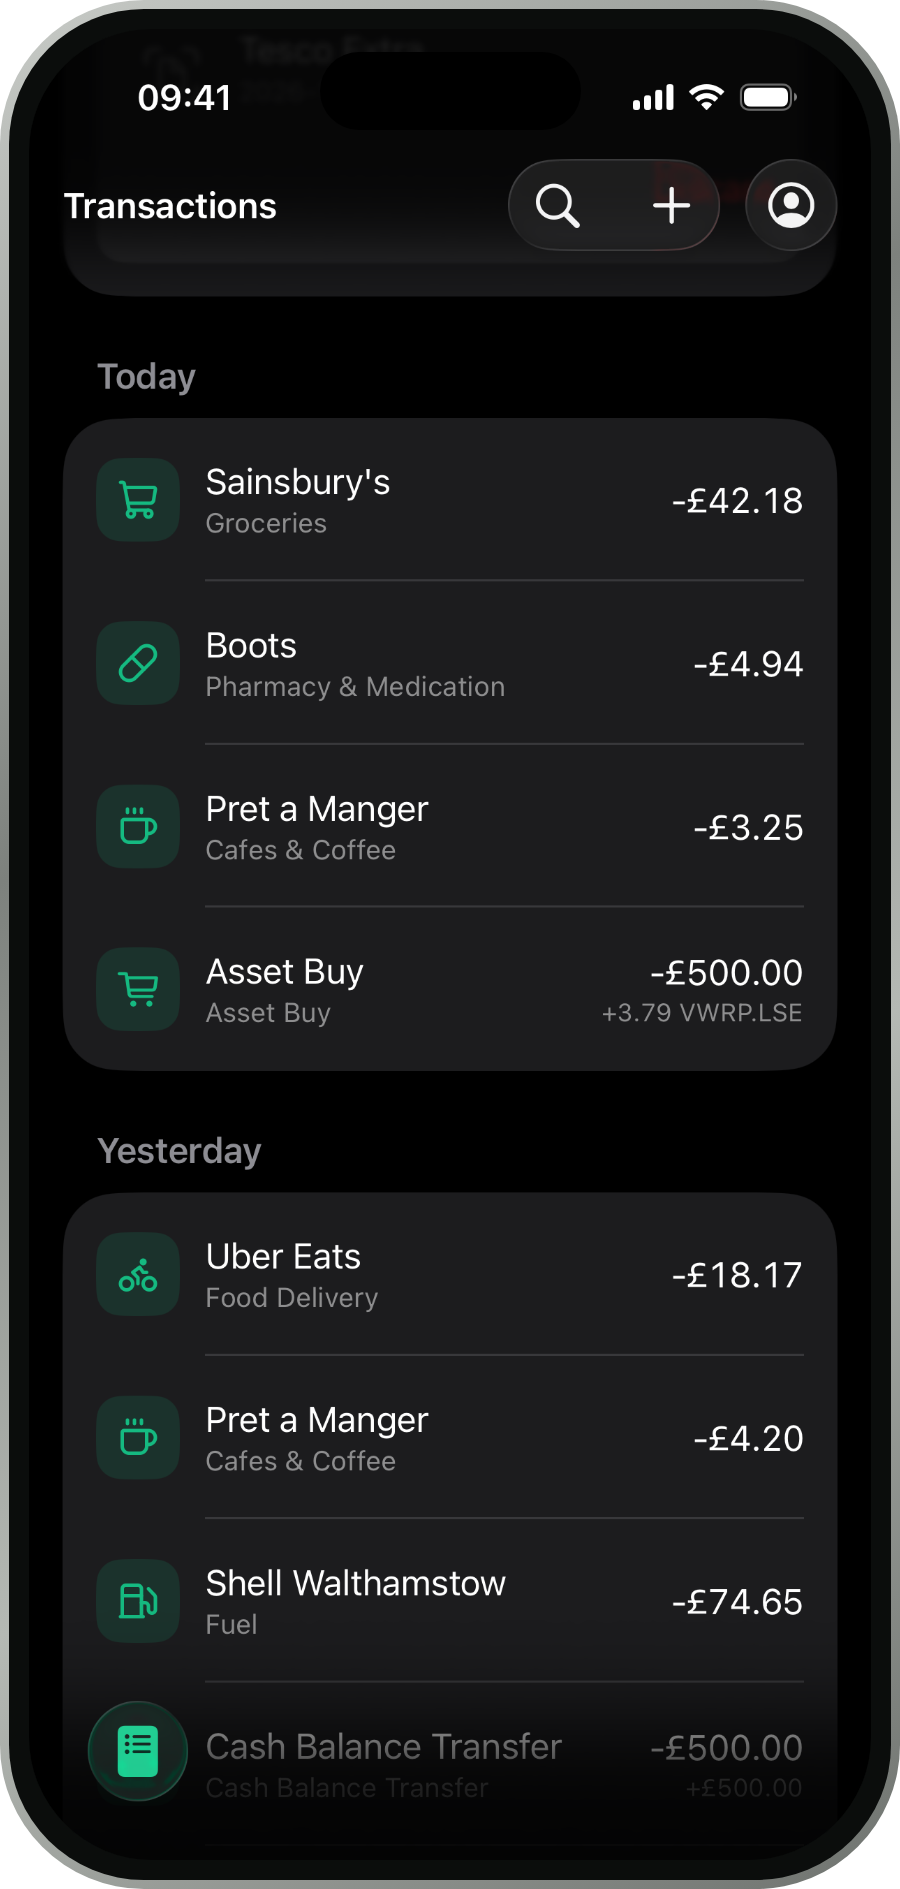 Tesco Extra
09:41
Transactions
Today
Sainsbury's
Groceries
-£42.18
Boots
Pharmacy & Medication
-£4.94
Pret a Manger
Cafes & Coffee
-£3.25
Asset Buy
Asset Buy
-£500.00
+3.79 VWRP.LSE
Yesterday
Uber Eats
Food Delivery
-£18.17
Pret a Manger
Cafes & Coffee
-£4.20
Shell Walthamstow
Fuel
-£74.65
Cash Balance Transfer
Cash Balance Transfer
-£500.00
+£500.00